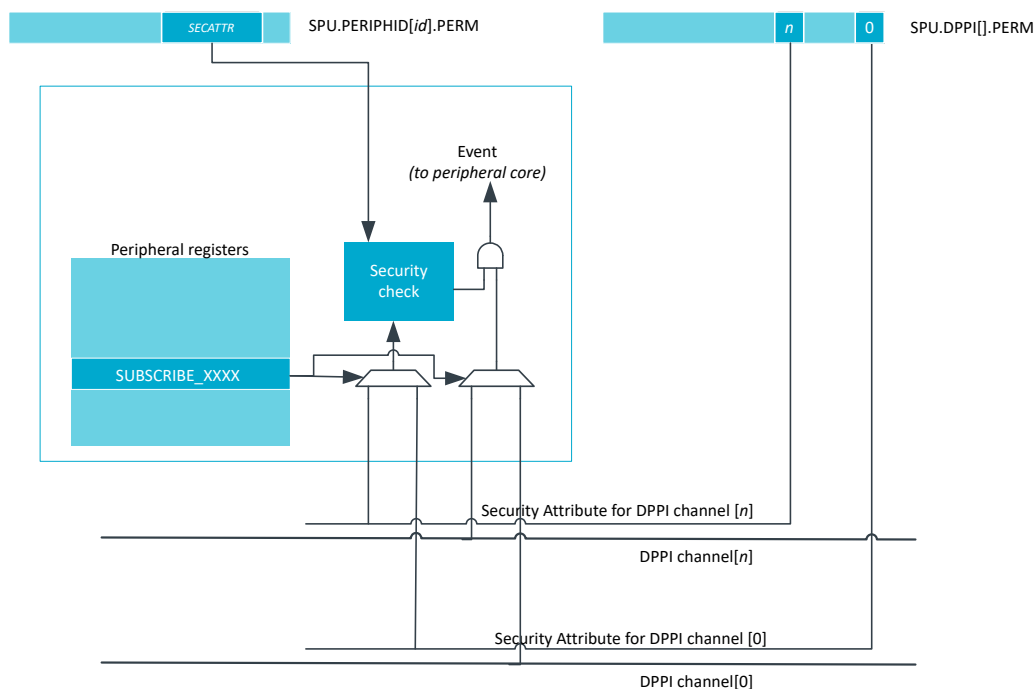 SECATTR
SPU.PERIPHID[id].PERM
n
0
SPU.DPPI[].PERM
Event
(to peripheral core)
Peripheral registers
Security
check
SUBSCRIBE_XXXX
Security Attribute for DPPI channel [n]
DPPI channel[n]
Security Attribute for DPPI channel [0]
DPPI channel[0]